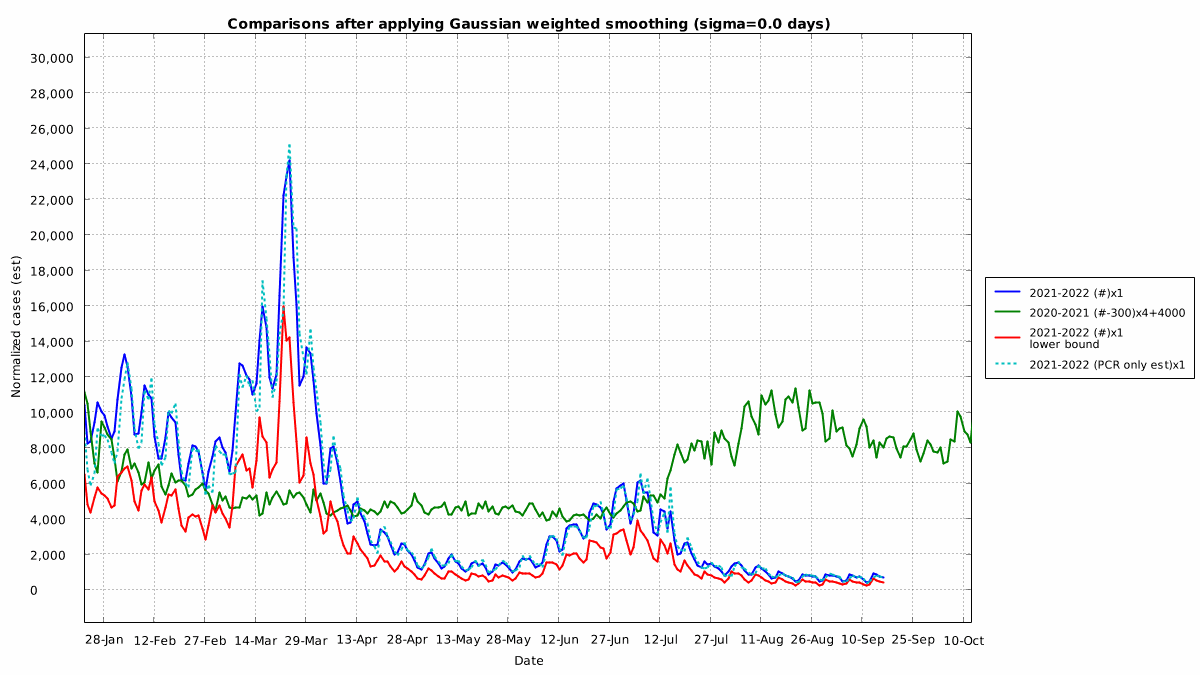 Comparisons after applying Gaussian weighted smoothing (sigma=0.0 days)
30,000
28,000
26,000
24,000
22,000
20,000
18,000
16,000
14,000
12,000
10,000
8,000
6,000
4,000
2,000
0
Normalized cases (est)
28-Jan 12-Feb 27-Feb 14-Mar 29-Mar 13-Apr 28-Apr 13-May 28-May 12-Jun 27-Jun 12-Jul 27-Jul 11-Aug 26-Aug 10-Sep 25-Sep 10-Oct
Date
2021-2022 (#)x1
2020-2021 (#-300)x4+4000
2021-2022 (#)x1
lower bound
2021-2022 (PCR only est)x1